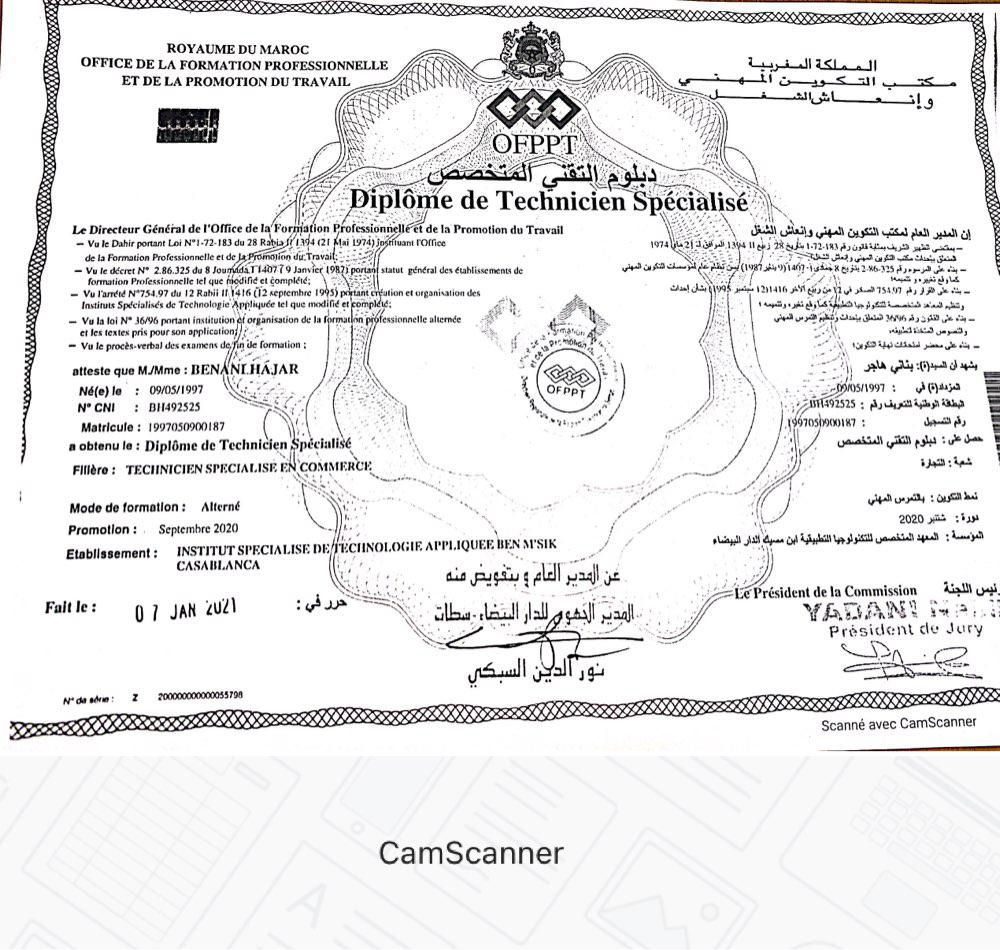 ROYAUME DU MAROC
OFFICE DE LA FORMATION PROFESSIONNELLE
ET DE LA PROMOTION DU TRAVAIL
المملكة المغربية
مكتب التكوين المهني
وإنعاش الشغل
OFPPT
دبلوم التقني المتخصص
Diplôme de Technicien Spécialisé
Le Directeur Général de l'Office de la Formation Professionnelle et de la Promotion du Travail
– Vu le Dahir portant Loi N°1-72-183 du 28 Rabia II 1394 (21 Mai 1974) instituant l'Office
de la Formation Professionnelle et de la Promotion du Travail;
– Vu le décret N° 2.86.325 du 8 Joumada I 1407 ( 9 Janvier 1987) portant statut général des établissements de
formation Professionnelle tel que modifié et complété;
– Vu l'arrêté N°754.97 du 12 Rabii II 1416 (12 septembre 1995) portant création et organisation des
Instituts Spécialisés de Technologie Appliquée tel que modifié et complété;
– Vu la loi N° 36/96 portant institution et organisation de la formation professionnelle alternée
et les textes pris pour son application;
– Vu le procès-verbal des examens de fin de formation ;
إن المدير العام لمكتب التكوين المهني وإنعاش الشغل
– بناء على محضر امتحانات نهاية التكوين؛
atteste que M./Mme : BENANI HAJAR
Né(e) le : 09/05/1997
N° CNI : BH492525
Matricule : 1997050900187
a obtenu le : Diplôme de Technicien Spécialisé
Filière : TECHNICIEN SPECIALISE EN COMMERCE
Mode de formation : Alterné
Promotion : Septembre 2020
Etablissement : INSTITUT SPECIALISE DE TECHNOLOGIE APPLIQUEE BEN M'SIK
CASABLANCA
يشهد أن السيد(ة): بناني هاجر
المزداد(ة) في : 09/05/1997
البطاقة الوطنية للتعريف رقم : BH492525
رقم التسجيل : 1997050900187
حصل على : دبلوم التقني المتخصص
شعبة : التجارة
نمط التكوين : بالتمرس المهني
دورة : شتنبر 2020
المؤسسة : المعهد المتخصص للتكنولوجيا التطبيقية ابن مسيك الدار البيضاء
OFPPT
Fait le : 07 JAN 2021 حرر في :
عن المدير العام و بتفويض منه
المدير الجهوي للدار البيضاء-سطات
نور الدين السبكي
Le Président de la Commission رئيس اللجنة
YADANI
Président de Jury
N° de série : Z 200000000000055798
Scanné avec CamScanner
CamScanner